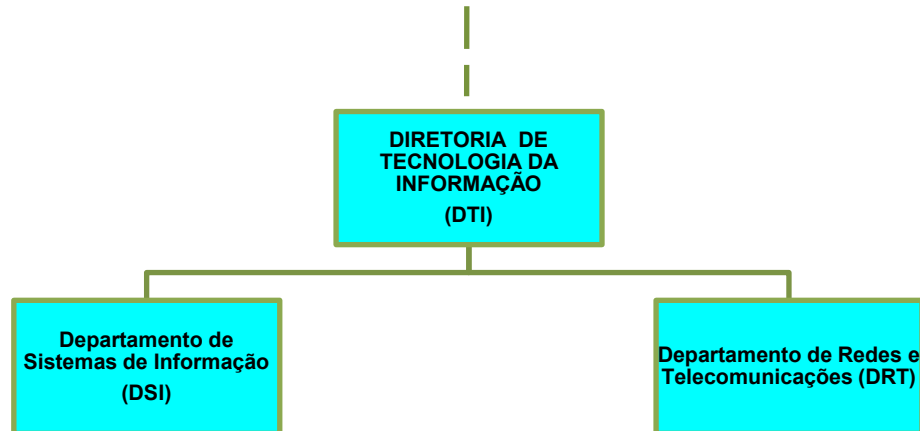 DIRETORIA DE
TECNOLOGIA DA
INFORMAÇÃO
(DTI)
Departamento de
Sistemas de Informação
(DSI)
Departamento de Redes e
Telecomunicações (DRT)